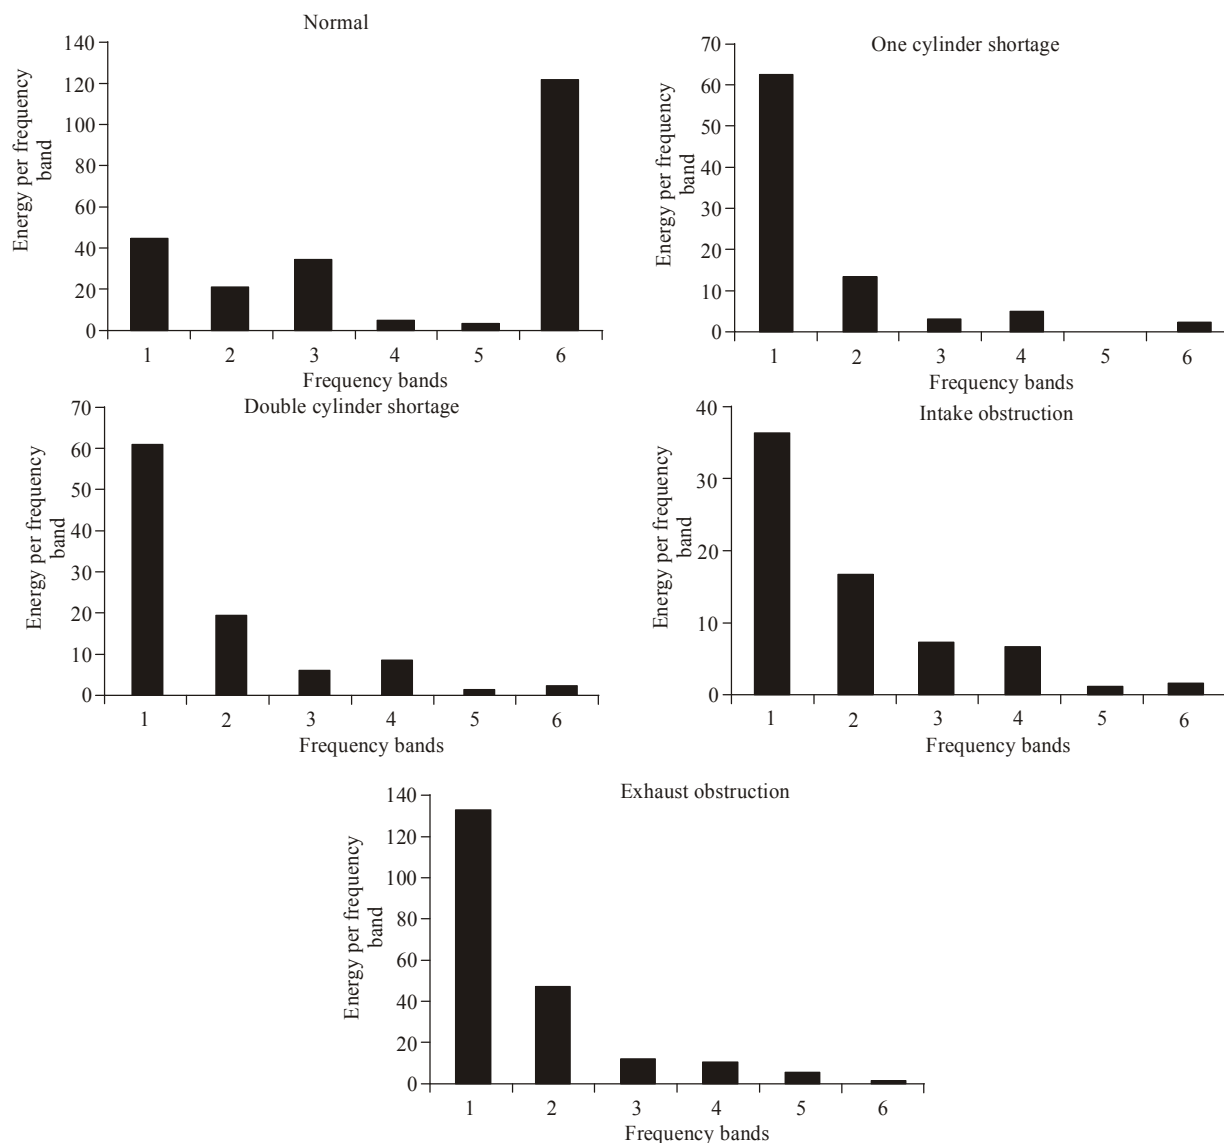 Normal
140
120
100
80
60
40
20
0
Energy per frequency
band
1 2 3 4 5 6
Frequency bands
One cylinder shortage
70
60
50
40
30
20
10
0
Energy per frequency
band
1 2 3 4 5 6
Frequency bands
Double cylinder shortage
70
60
50
40
30
20
10
0
Energy per frequency
band
1 2 3 4 5 6
Frequency bands
Intake obstruction
40
30
20
10
0
Energy per frequency
band
1 2 3 4 5 6
Frequency bands
Exhaust obstruction
140
120
100
80
60
40
20
0
Energy per frequency
band
1 2 3 4 5 6
Frequency bands